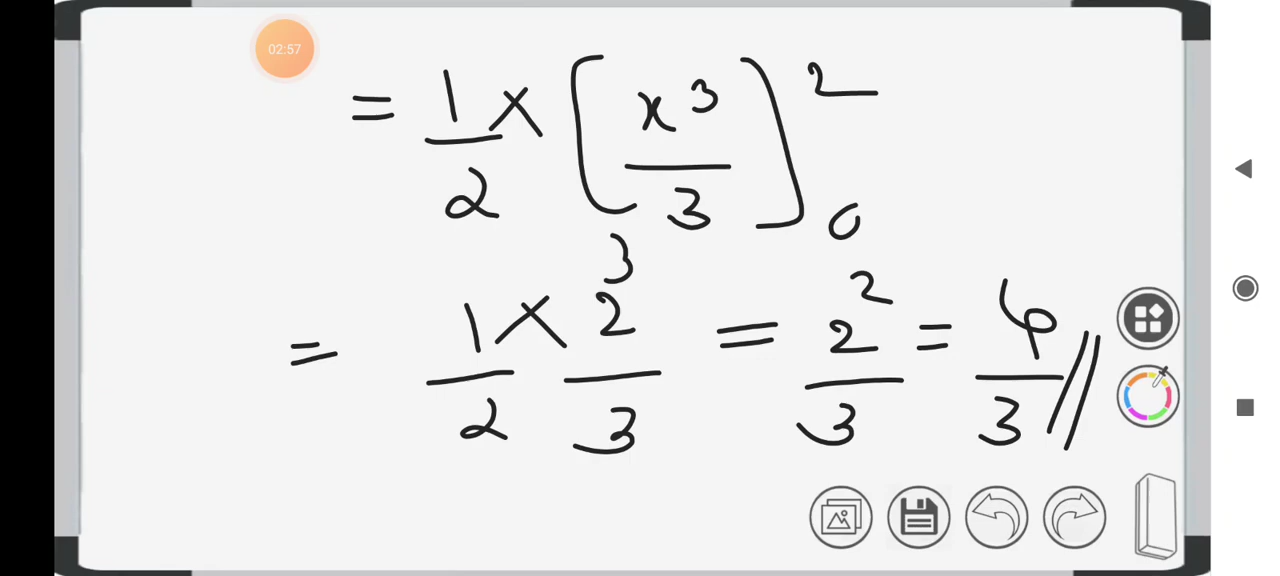 02:57
= 1/2 × [x³/3]₀²
= 1/2 × 2³/3 = 2²/3 = 4/3 //